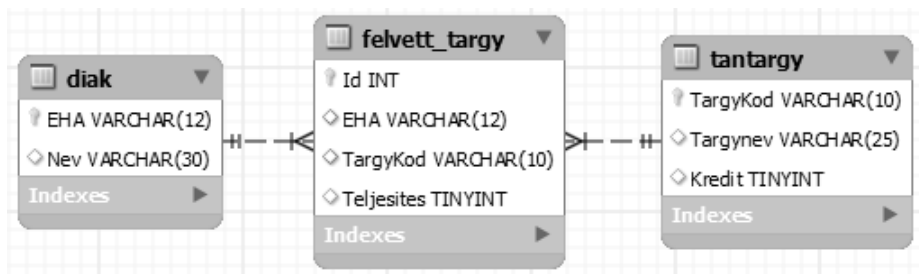 diak
EHA VARCHAR(12)
Nev VARCHAR(30)
Indexes
felvett_targy
Id INT
EHA VARCHAR(12)
TargyKod VARCHAR(10)
Teljesites TINYINT
Indexes
tantargy
TargyKod VARCHAR(10)
Targynev VARCHAR(25)
Kredit TINYINT
Indexes